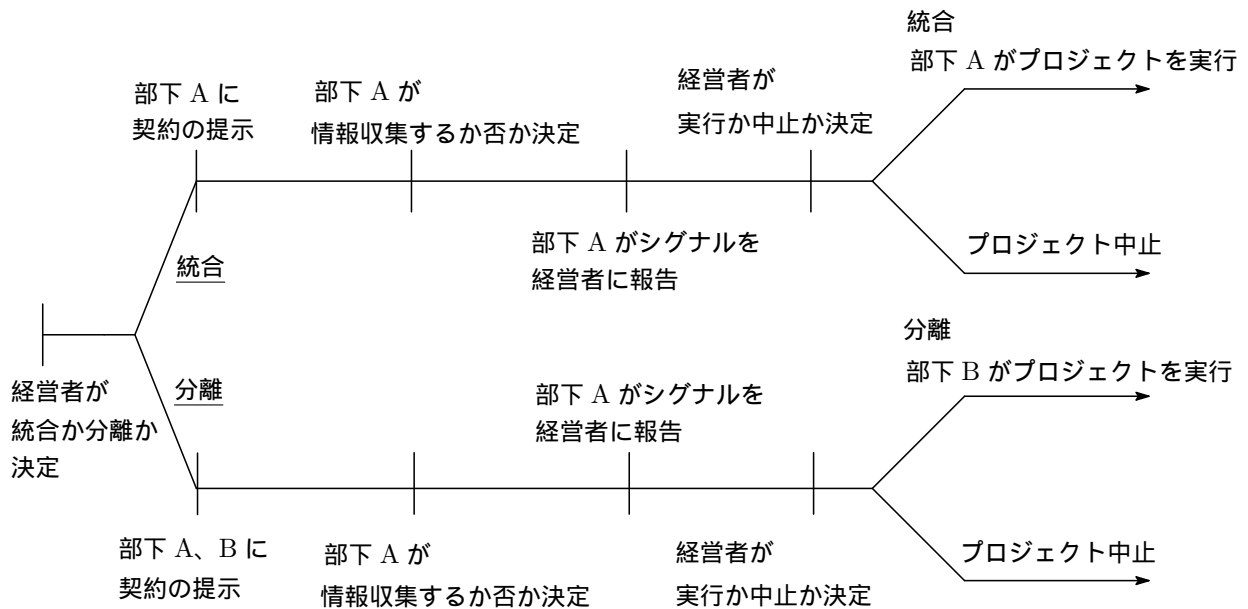 統合
部下 A がプロジェクトを実行
経営者が
実行か中止か決定
部下 A に
契約の提示
部下 A が
情報収集するか否か決定
部下 A がシグナルを
経営者に報告
プロジェクト中止
統合
経営者が
統合か分離か
決定
分離
分離
部下 B がプロジェクトを実行
部下 A がシグナルを
経営者に報告
部下 A、B に
契約の提示
部下 A が
情報収集するか否か決定
経営者が
実行か中止か決定
プロジェクト中止